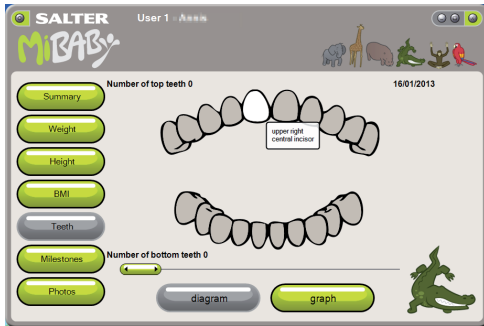 SALTER
User 1 -
MiBABy
Number of top teeth 0
16/01/2013
Summary
Weight
Height
BMI
Teeth
Milestones
Photos
upper right
central incisor
Number of bottom teeth 0
diagram
graph